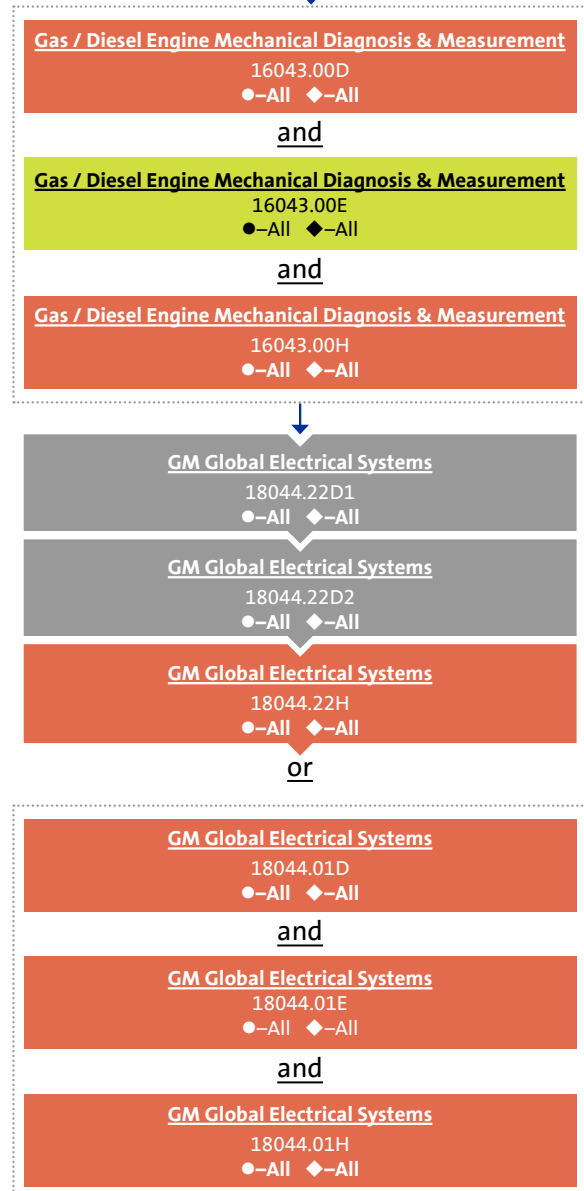 Gas / Diesel Engine Mechanical Diagnosis & Measurement
16043.00D
●–All ◆–All
and
Gas / Diesel Engine Mechanical Diagnosis & Measurement
16043.00E
●–All ◆–All
and
Gas / Diesel Engine Mechanical Diagnosis & Measurement
16043.00H
●–All ◆–All
GM Global Electrical Systems
18044.22D1
●–All ◆–All
GM Global Electrical Systems
18044.22D2
●–All ◆–All
GM Global Electrical Systems
18044.22H
●–All ◆–All
or
GM Global Electrical Systems
18044.01D
●–All ◆–All
and
GM Global Electrical Systems
18044.01E
●–All ◆–All
and
GM Global Electrical Systems
18044.01H
●–All ◆–All